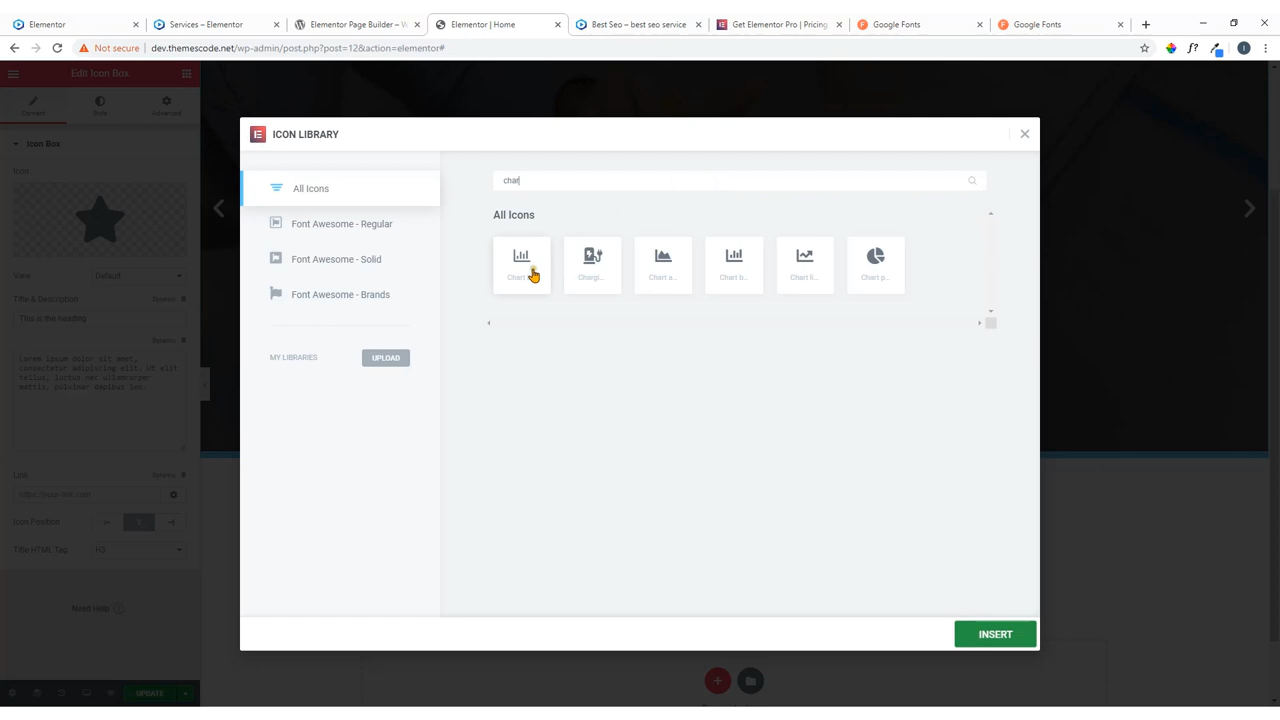 Elementor
Services – Elementor
Elementor Page Builder – W
Elementor | Home
Best Seo – best seo service
Get Elementor Pro | Pricing
Google Fonts
Google Fonts
Not secure
dev.themescode.net/wp-admin/post.php?post=12&action=elementor#
Edit Icon Box
Content
Style
Advanced
Icon Box
Icon
View
Default
Title & Description
Dynamic
This is the heading
Dynamic
Lorem ipsum dolor sit amet,
consectetur adipiscing elit. Ut elit
tellus, luctus nec ullamcorper
mattis, pulvinar dapibus leo.
Link
Dynamic
https://your-link.com
Icon Position
Title HTML Tag
H3
Need Help
UPDATE
ICON LIBRARY
All Icons
Font Awesome - Regular
Font Awesome - Solid
Font Awesome - Brands
MY LIBRARIES
UPLOAD
char
All Icons
Chart
Chargi...
Chart a...
Chart b...
Chart li...
Chart p...
INSERT